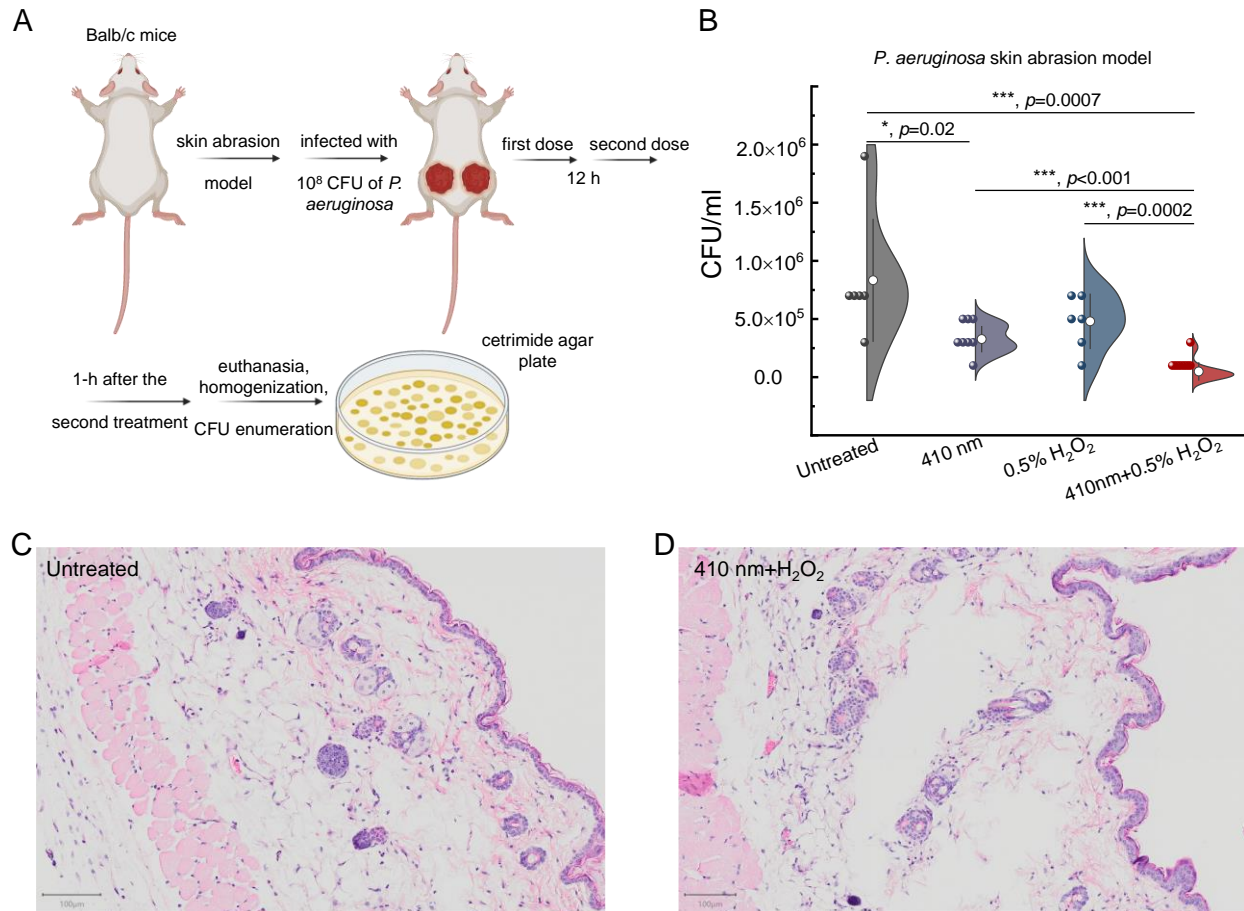 A
Balb/c mice
skin abrasion
model
infected with
10⁸ CFU of P.
aeruginosa
first dose
12 h
second dose
1-h after the
second treatment
euthanasia,
homogenization,
CFU enumeration
cetrimide agar
plate
B
P. aeruginosa skin abrasion model
***, p=0.0007
*, p=0.02
***, p<0.001
***, p=0.0002
CFU/ml
2.0×10⁶
1.5×10⁶
1.0×10⁶
5.0×10⁵
0.0
Untreated
410 nm
0.5% H₂O₂
410nm+0.5% H₂O₂
C
Untreated
100μm
D
410 nm+H₂O₂
100μm